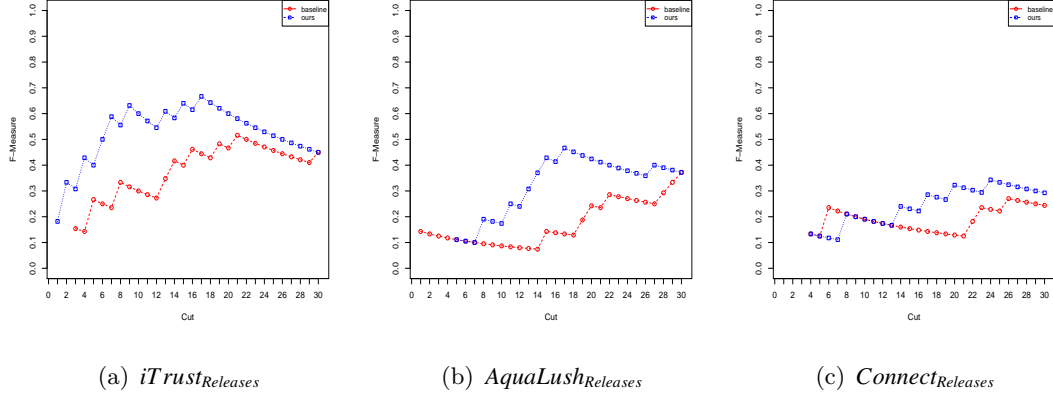 baseline
ours
F−Measure
0.0 0.1 0.2 0.3 0.4 0.5 0.6 0.7 0.8 0.9 1.0
0 2 4 6 8 10 12 14 16 18 20 22 24 26 28 30
Cut
(a) iTrustReleases
baseline
ours
F−Measure
0.0 0.1 0.2 0.3 0.4 0.5 0.6 0.7 0.8 0.9 1.0
0 2 4 6 8 10 12 14 16 18 20 22 24 26 28 30
Cut
(b) AquaLushReleases
baseline
ours
F−Measure
0.0 0.1 0.2 0.3 0.4 0.5 0.6 0.7 0.8 0.9 1.0
0 2 4 6 8 10 12 14 16 18 20 22 24 26 28 30
Cut
(c) ConnectReleases